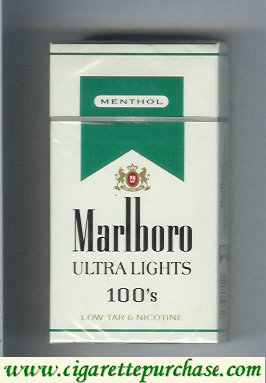 MENTHOL
Marlboro
ULTRA LIGHTS
100's
LOW TAR & NICOTINE
www.cigarettepurchase.com